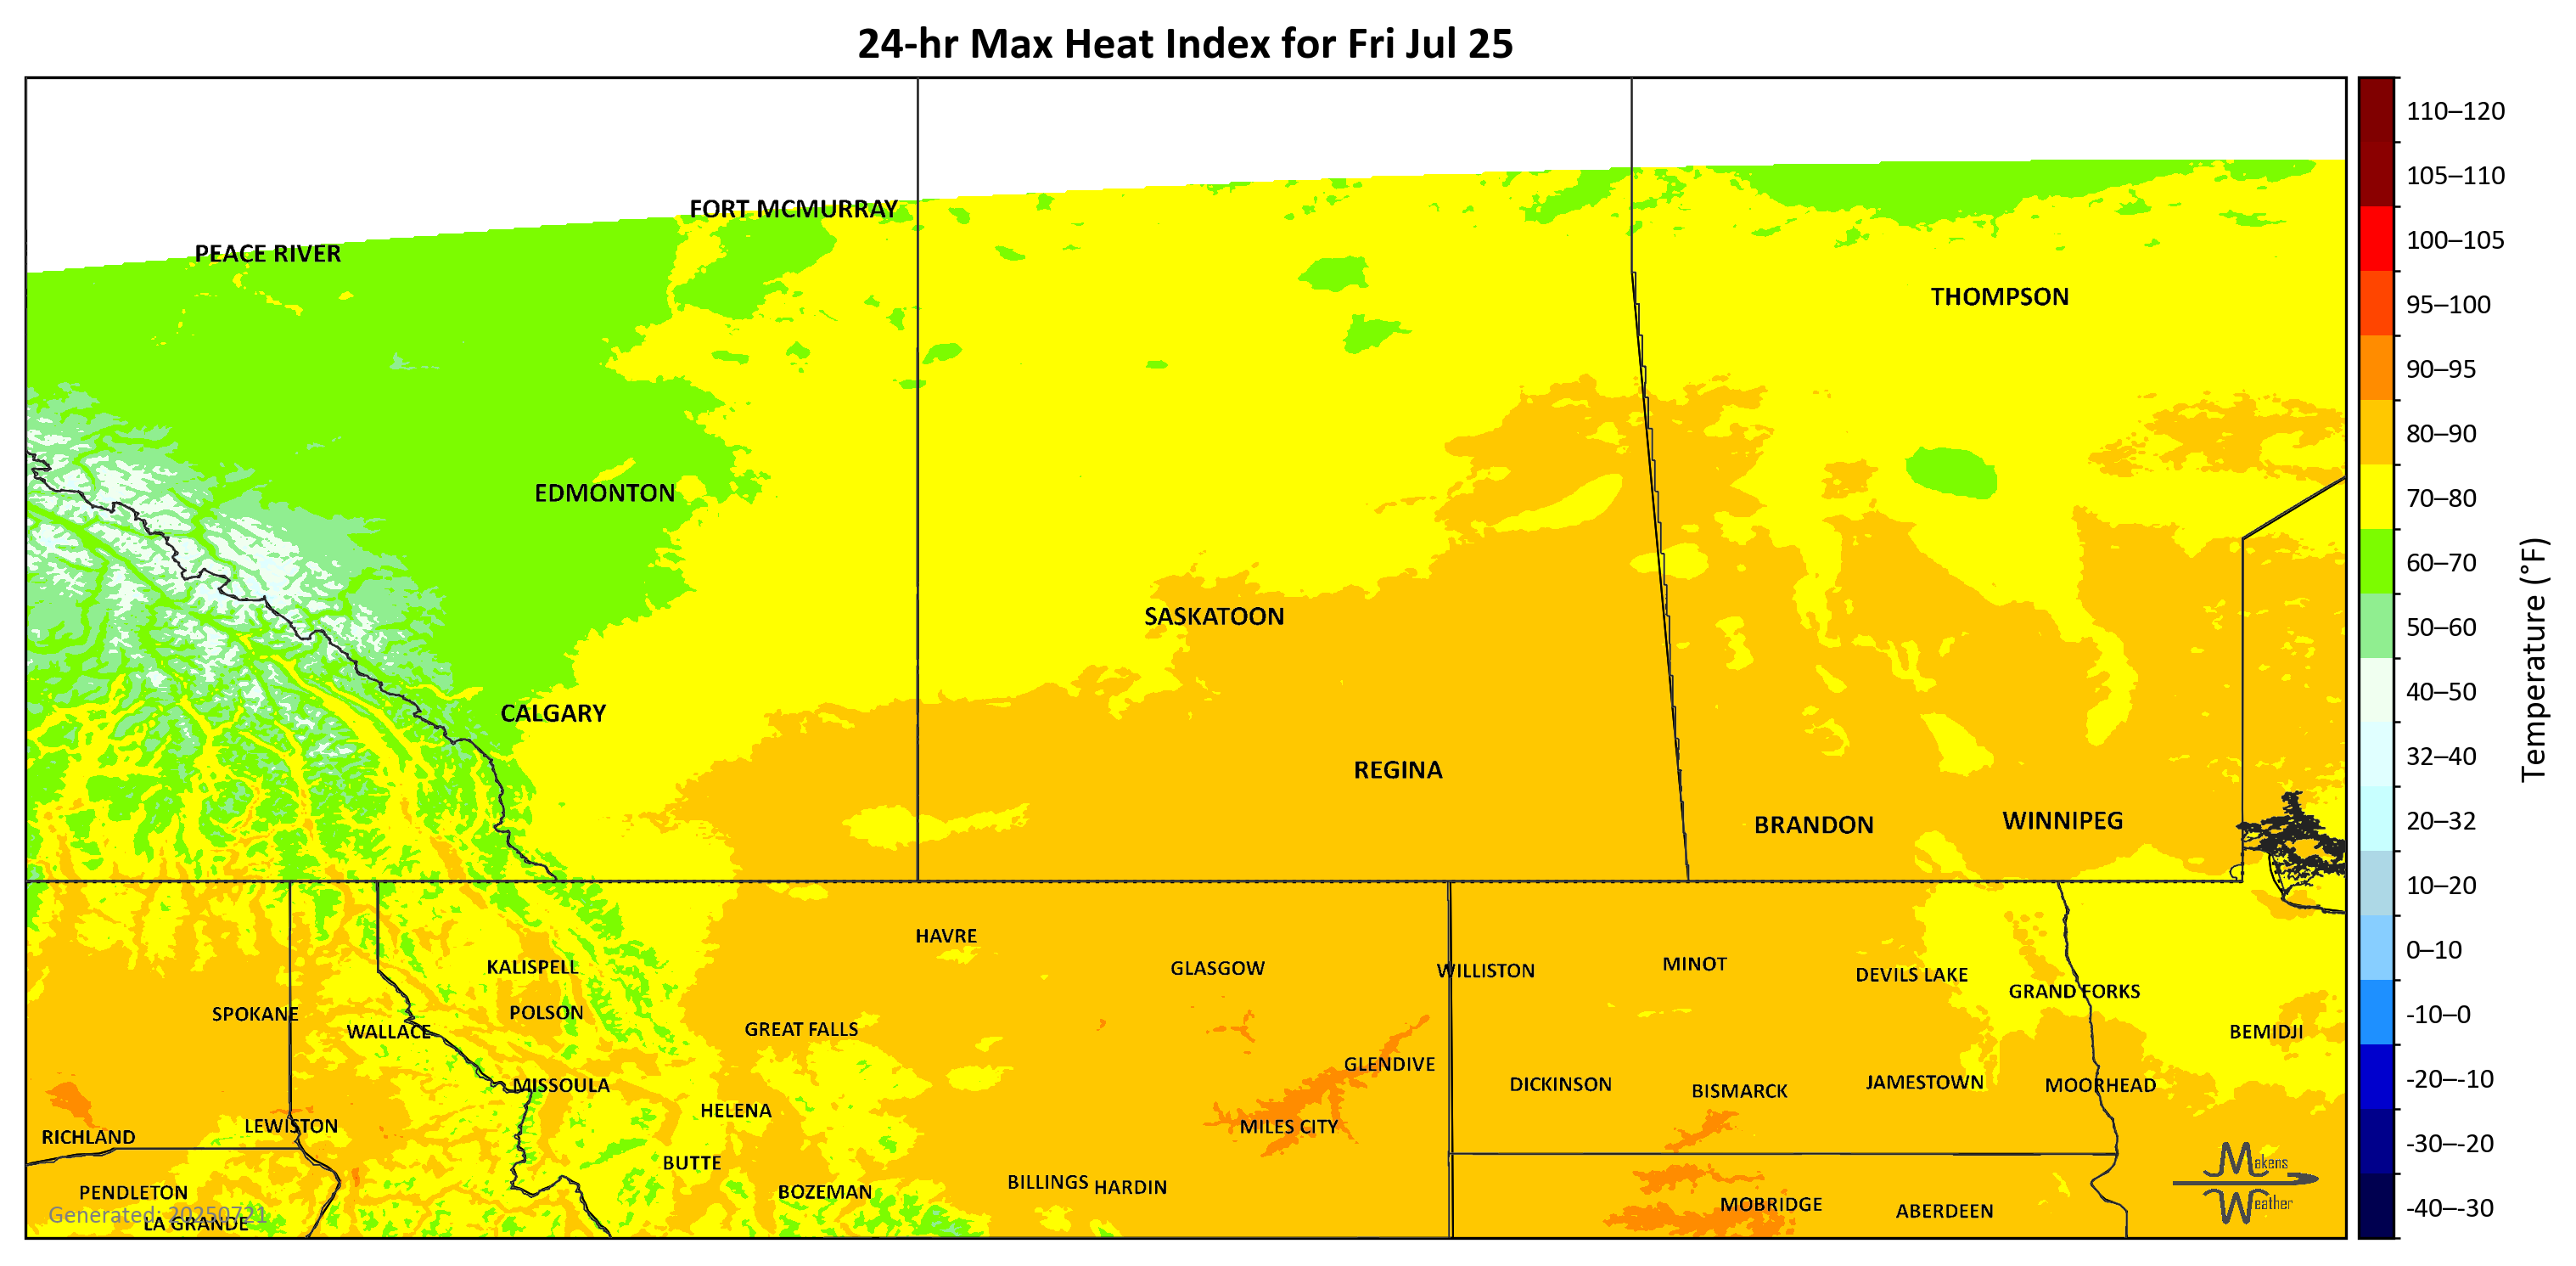 24-hr Max Heat Index for Fri Jul 25
110–120
105–110
FORT MCMURRAY
100–105
PEACE RIVER
THOMPSON
95–100
90–95
80–90
EDMONTON
70–80
60–70
SASKATOON
50–60
Temperature (°F)
40–50
CALGARY
32–40
REGINA
20–32
BRANDON
WINNIPEG
10–20
HAVRE
0–10
KALISPELL
GLASGOW
WILLISTON
MINOT
DEVILS LAKE
GRAND FORKS
SPOKANE
POLSON
-10–0
WALLACE
GREAT FALLS
BEMIDJI
GLENDIVE
-20–-10
MISSOULA
DICKINSON
BISMARCK
JAMESTOWN
MOORHEAD
HELENA
LEWISTON
MILES CITY
RICHLAND
-30–-20
BUTTE
Makens
BILLINGS
HARDIN
PENDLETON
BOZEMAN
Weather
MOBRIDGE
ABERDEEN
-40–-30
Generated: 20250721
LA GRANDE